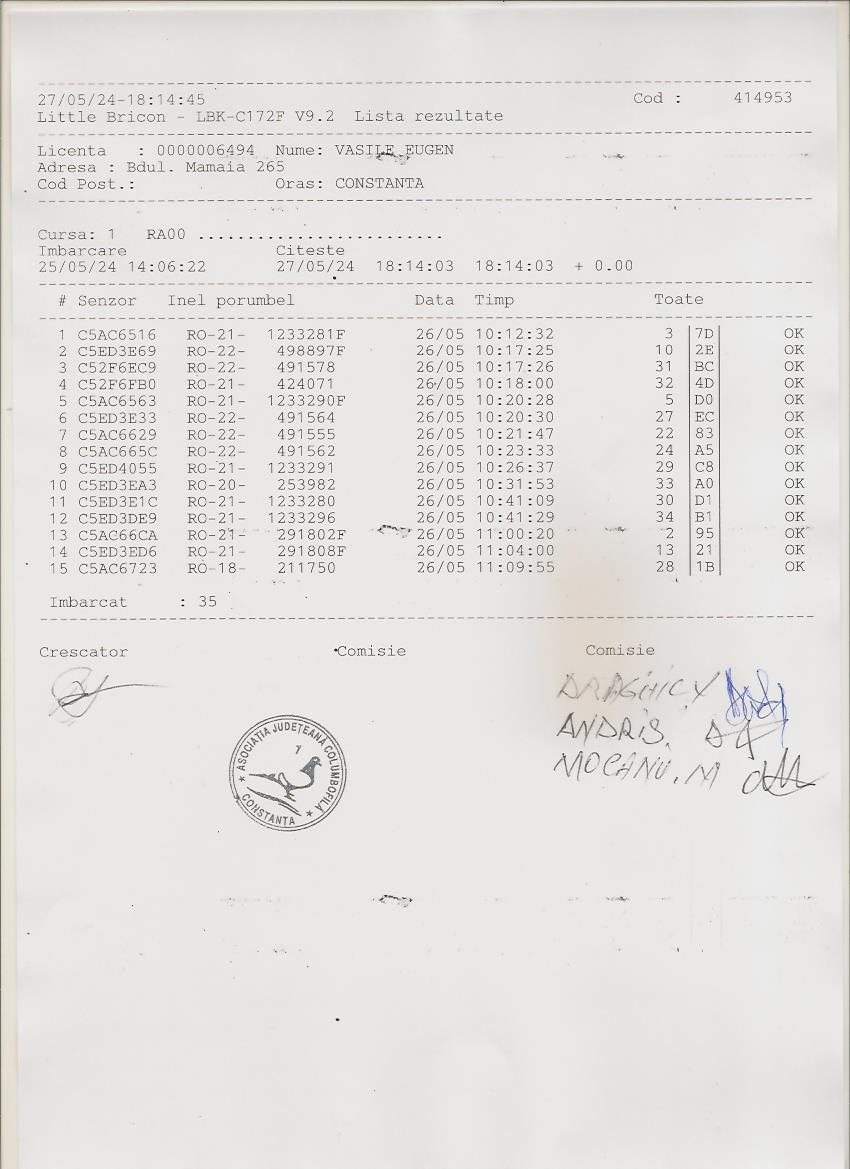 27/05/24-18:14:45 Cod : 414953
Little Bricon - LBK-C172F V9.2 Lista rezultate
Licenta : 0000006494 Nume: VASILE EUGEN
Adresa : Bdul. Mamaia 265
Cod Post.: Oras: CONSTANTA
Cursa: 1 RA00 .........................
Imbarcare Citeste
25/05/24 14:06:22 27/05/24 18:14:03 18:14:03 + 0.00
# Senzor Inel porumbel Data Timp Toate
1 C5AC6516 RO-21- 1233281F 26/05 10:12:32 3 7D OK
2 C5ED3E69 RO-22- 498897F 26/05 10:17:25 10 2E OK
3 C52F6EC9 RO-22- 491578 26/05 10:17:26 31 BC OK
4 C52F6FB0 RO-21- 424071 26/05 10:18:00 32 4D OK
5 C5AC6563 RO-21- 1233290F 26/05 10:20:28 5 D0 OK
6 C5ED3E33 RO-22- 491564 26/05 10:20:30 27 EC OK
7 C5AC6629 RO-22- 491555 26/05 10:21:47 22 83 OK
8 C5AC665C RO-22- 491562 26/05 10:23:33 24 A5 OK
9 C5ED4055 RO-21- 1233291 26/05 10:26:37 29 C8 OK
10 C5ED3EA3 RO-20- 253982 26/05 10:31:53 33 A0 OK
11 C5ED3E1C RO-21- 1233280 26/05 10:41:09 30 D1 OK
12 C5ED3DE9 RO-21- 1233296 26/05 10:41:29 34 B1 OK
13 C5AC66CA RO-21- 291802F 26/05 11:00:20 2 95 OK
14 C5ED3ED6 RO-21- 291808F 26/05 11:04:00 13 21 OK
15 C5AC6723 RO-18- 211750 26/05 11:09:55 28 1B OK
Imbarcat : 35
Crescator Comisie Comisie
DRAGHICY
ANDRIS.
MOCANU. M
ASOCIAȚIA JUDEȚEANA COLUMBOFILA
CONSTANȚA